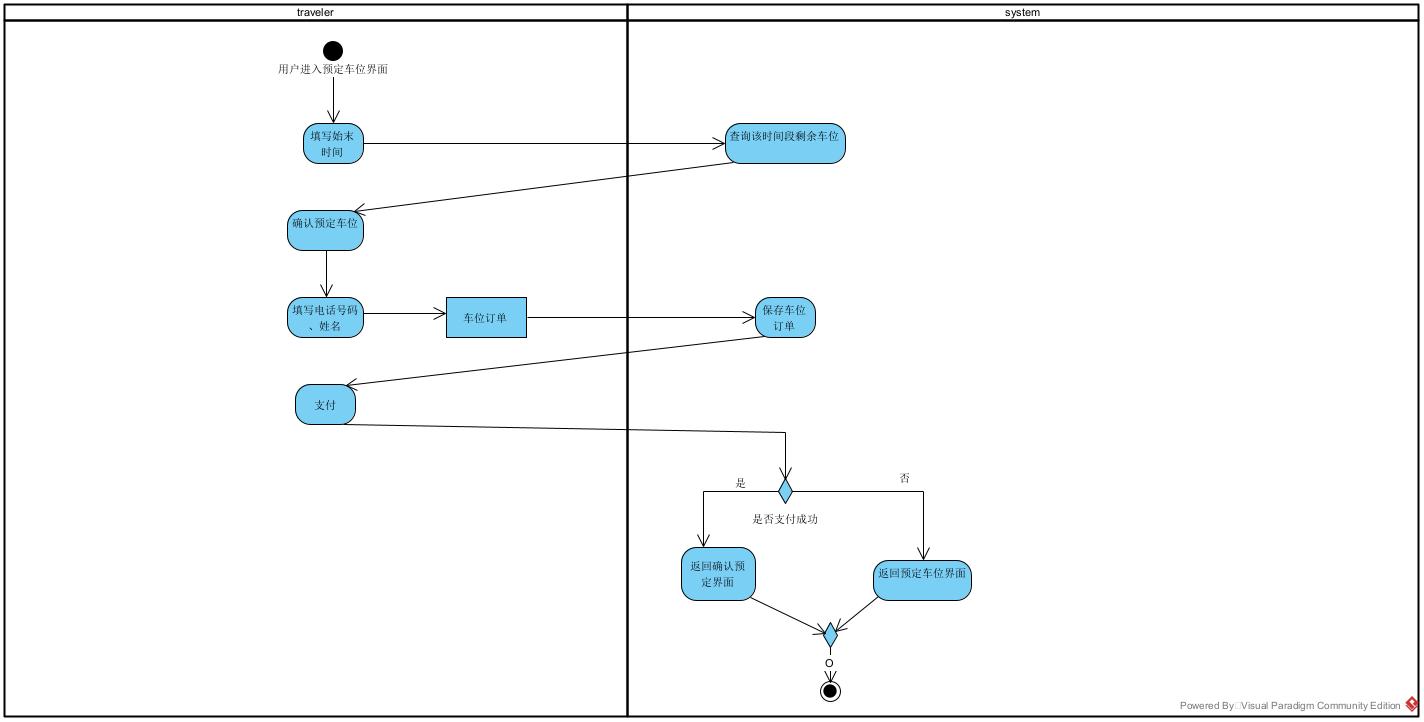 traveler
system
用户进入预定车位界面
填写始末
时间
查询该时间段剩余车位
确认预定车位
填写电话号码
、姓名
车位订单
保存车位
订单
支付
是
否
是否支付成功
返回确认预
定界面
返回预定车位界面
O
Powered By Visual Paradigm Community Edition